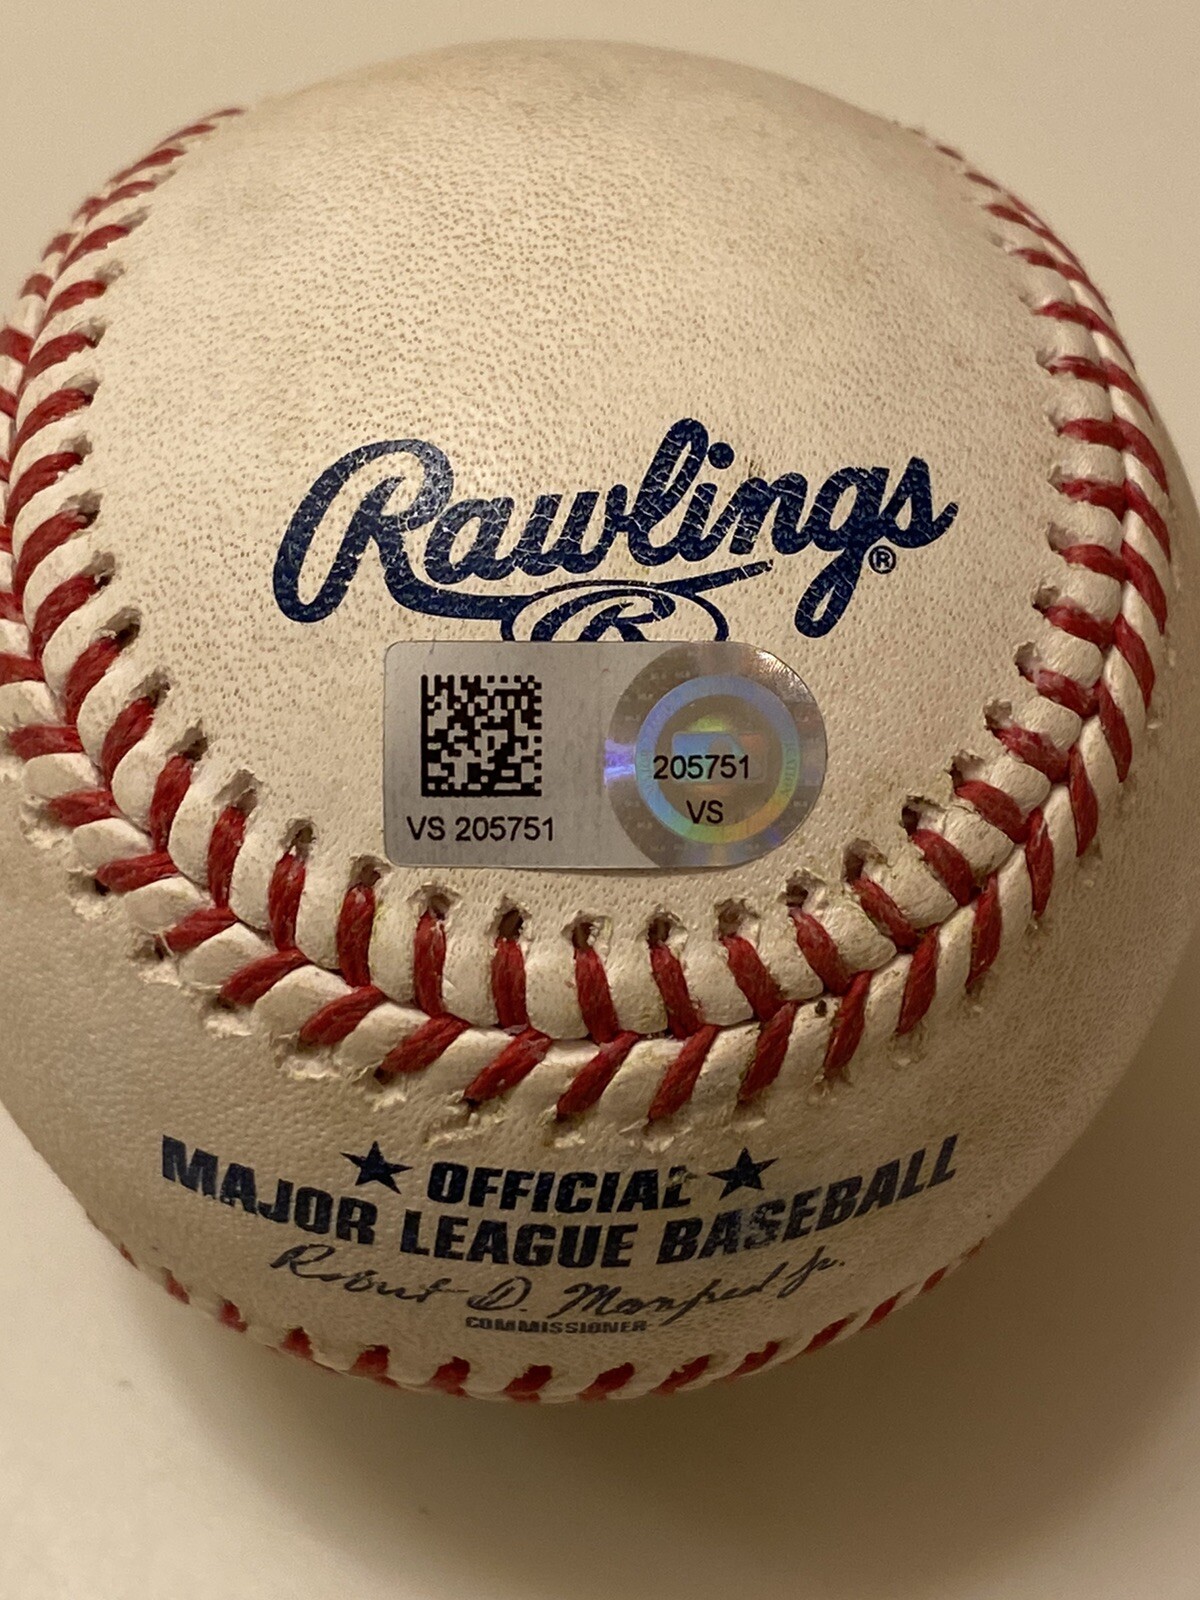 Rawlings®
R
VS 205751
205751
VS
★ OFFICIAL ★
MAJOR LEAGUE BASEBALL
Robert D. Manfred Jr.
COMMISSIONER